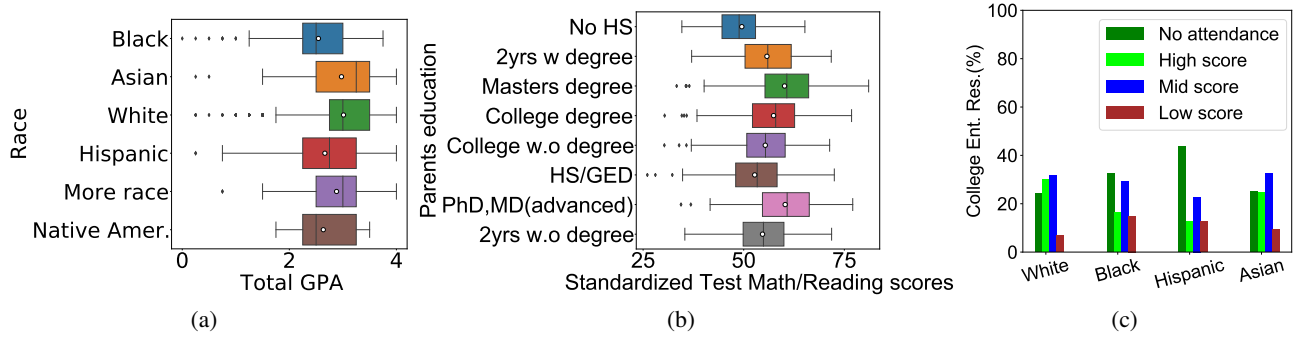 Race
Black
Asian
White
Hispanic
More race
Native Amer.
0
2
4
Total GPA
(a)
Parents education
No HS
2yrs w degree
Masters degree
College degree
College w.o degree
HS/GED
PhD,MD(advanced)
2yrs w.o degree
25
50
75
Standardized Test Math/Reading scores
(b)
College Ent. Res.(%)
100
80
60
40
20
0
No attendance
High score
Mid score
Low score
White
Black
Hispanic
Asian
(c)